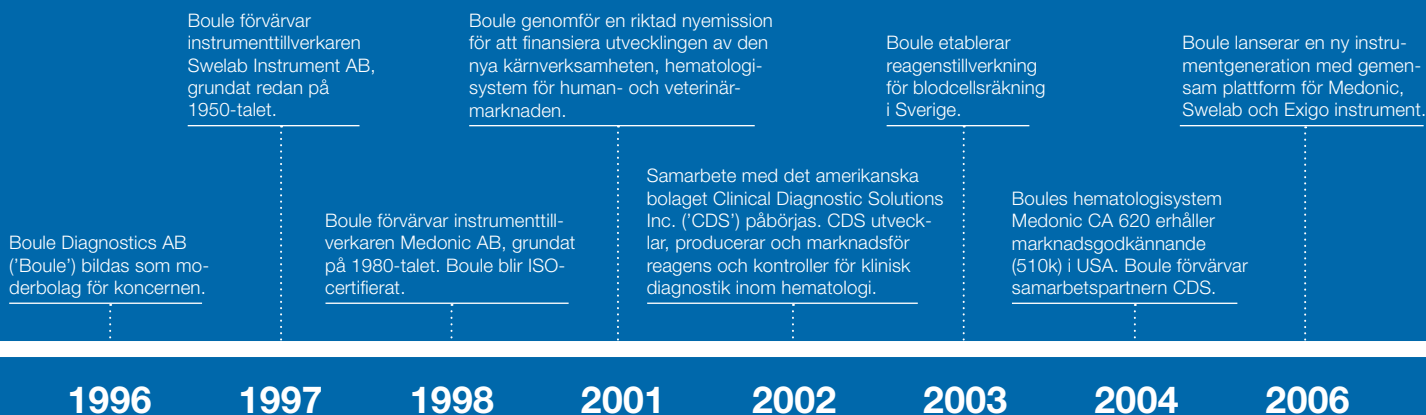 Boule förvärvar
instrumenttillverkaren
Swelab Instrument AB,
grundat redan på
1950-talet.
Boule genomför en riktad nyemission
för att finansiera utvecklingen av den
nya kärnverksamheten, hematologi-
system för human- och veterinär-
marknaden.
Boule etablerar
reagenstillverkning
för blodcellsräkning
i Sverige.
Boule lanserar en ny instru-
mentgeneration med gemen-
sam plattform för Medonic,
Swelab och Exigo instrument.
Boule Diagnostics AB
('Boule') bildas som mo-
derbolag för koncernen.
Boule förvärvar instrumenttill-
verkaren Medonic AB, grundat
på 1980-talet. Boule blir ISO-
certifierat.
Samarbete med det amerikanska
bolaget Clinical Diagnostic Solutions
Inc. ('CDS') påbörjas. CDS utveck-
lar, producerar och marknadsför
reagens och kontroller för klinisk
diagnostik inom hematologi.
Boules hematologisystem
Medonic CA 620 erhåller
marknadsgodkännande
(510k) i USA. Boule förvärvar
samarbetspartnern CDS.
1996 1997 1998 2001 2002 2003 2004 2006